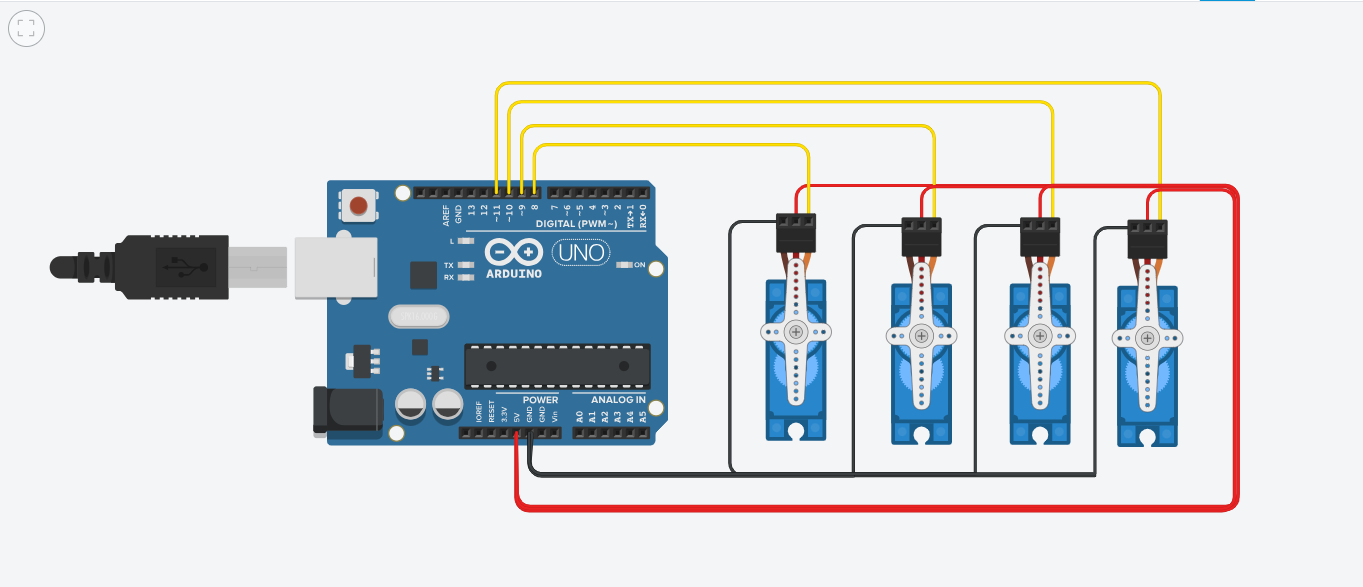 AREF
GND
13
12
~11
~10
~9
8
7
~6
~5
4
~3
2
TX→1
RX←0
DIGITAL (PWM~)
L
TX
RX
ARDUINO
UNO
ON
IOREF
RESET
3.3V
5V
GND
GND
Vin
POWER
ANALOG IN
A0
A1
A2
A3
A4
A5